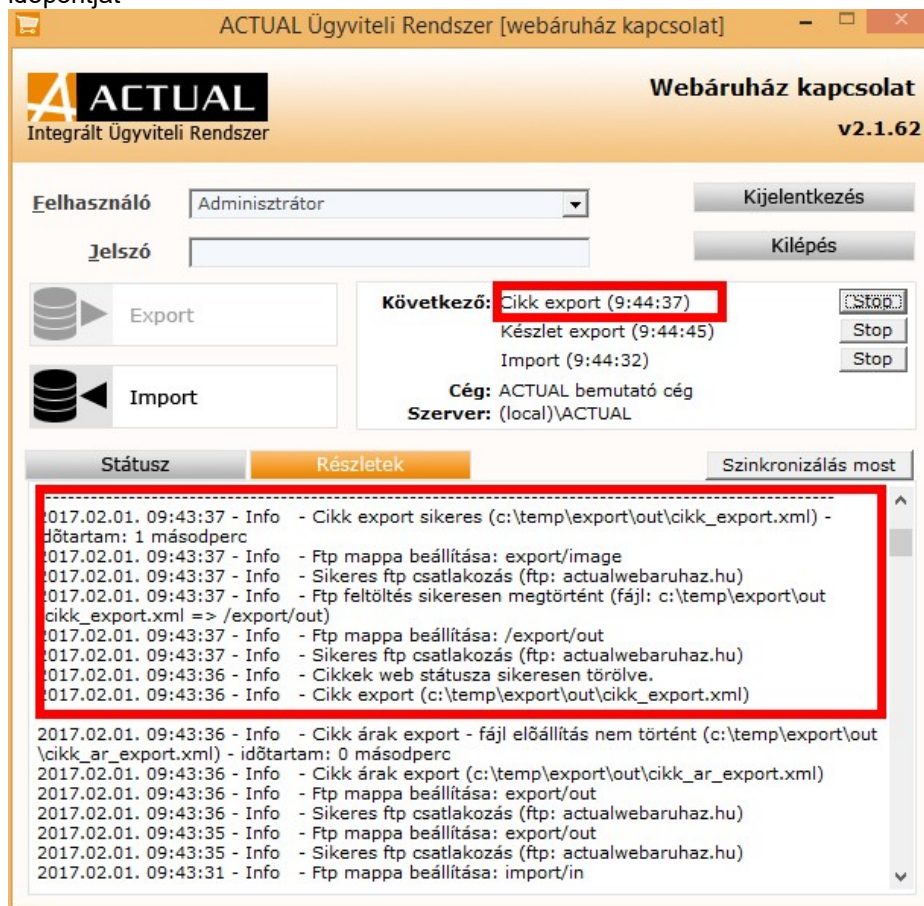 időpontját
ACTUAL Ügyviteli Rendszer [webáruház kapcsolat]
ACTUAL
Integrált Ügyviteli Rendszer
Webáruház kapcsolat
v2.1.62
Felhasználó
Adminisztrátor
Kijelentkezés
Jelszó
Kilépés
Export
Következő: Cikk export (9:44:37)
Stop
Készlet export (9:44:45)
Stop
Import (9:44:32)
Stop
Import
Cég: ACTUAL bemutató cég
Szerver: (local)\ACTUAL
Státusz
Részletek
Szinkronizálás most
2017.02.01. 09:43:37 - Info - Cikk export sikeres (c:\temp\export\out\cikk_export.xml) -
idõtartam: 1 másodperc
2017.02.01. 09:43:37 - Info - Ftp mappa beállítása: export/image
2017.02.01. 09:43:37 - Info - Sikeres ftp csatlakozás (ftp: actualwebaruhaz.hu)
2017.02.01. 09:43:37 - Info - Ftp feltöltés sikeresen megtörtént (fájl: c:\temp\export\out
\cikk_export.xml => /export/out)
2017.02.01. 09:43:37 - Info - Ftp mappa beállítása: /export/out
2017.02.01. 09:43:37 - Info - Sikeres ftp csatlakozás (ftp: actualwebaruhaz.hu)
2017.02.01. 09:43:36 - Info - Cikkek web státusza sikeresen törölve.
2017.02.01. 09:43:36 - Info - Cikk export (c:\temp\export\out\cikk_export.xml)
2017.02.01. 09:43:36 - Info - Cikk árak export - fájl elõállítás nem történt (c:\temp\export\out
\cikk_ar_export.xml) - idõtartam: 0 másodperc
2017.02.01. 09:43:36 - Info - Cikk árak export (c:\temp\export\out\cikk_ar_export.xml)
2017.02.01. 09:43:36 - Info - Ftp mappa beállítása: export/out
2017.02.01. 09:43:36 - Info - Sikeres ftp csatlakozás (ftp: actualwebaruhaz.hu)
2017.02.01. 09:43:35 - Info - Ftp mappa beállítása: export/out
2017.02.01. 09:43:35 - Info - Sikeres ftp csatlakozás (ftp: actualwebaruhaz.hu)
2017.02.01. 09:43:31 - Info - Ftp mappa beállítása: import/in